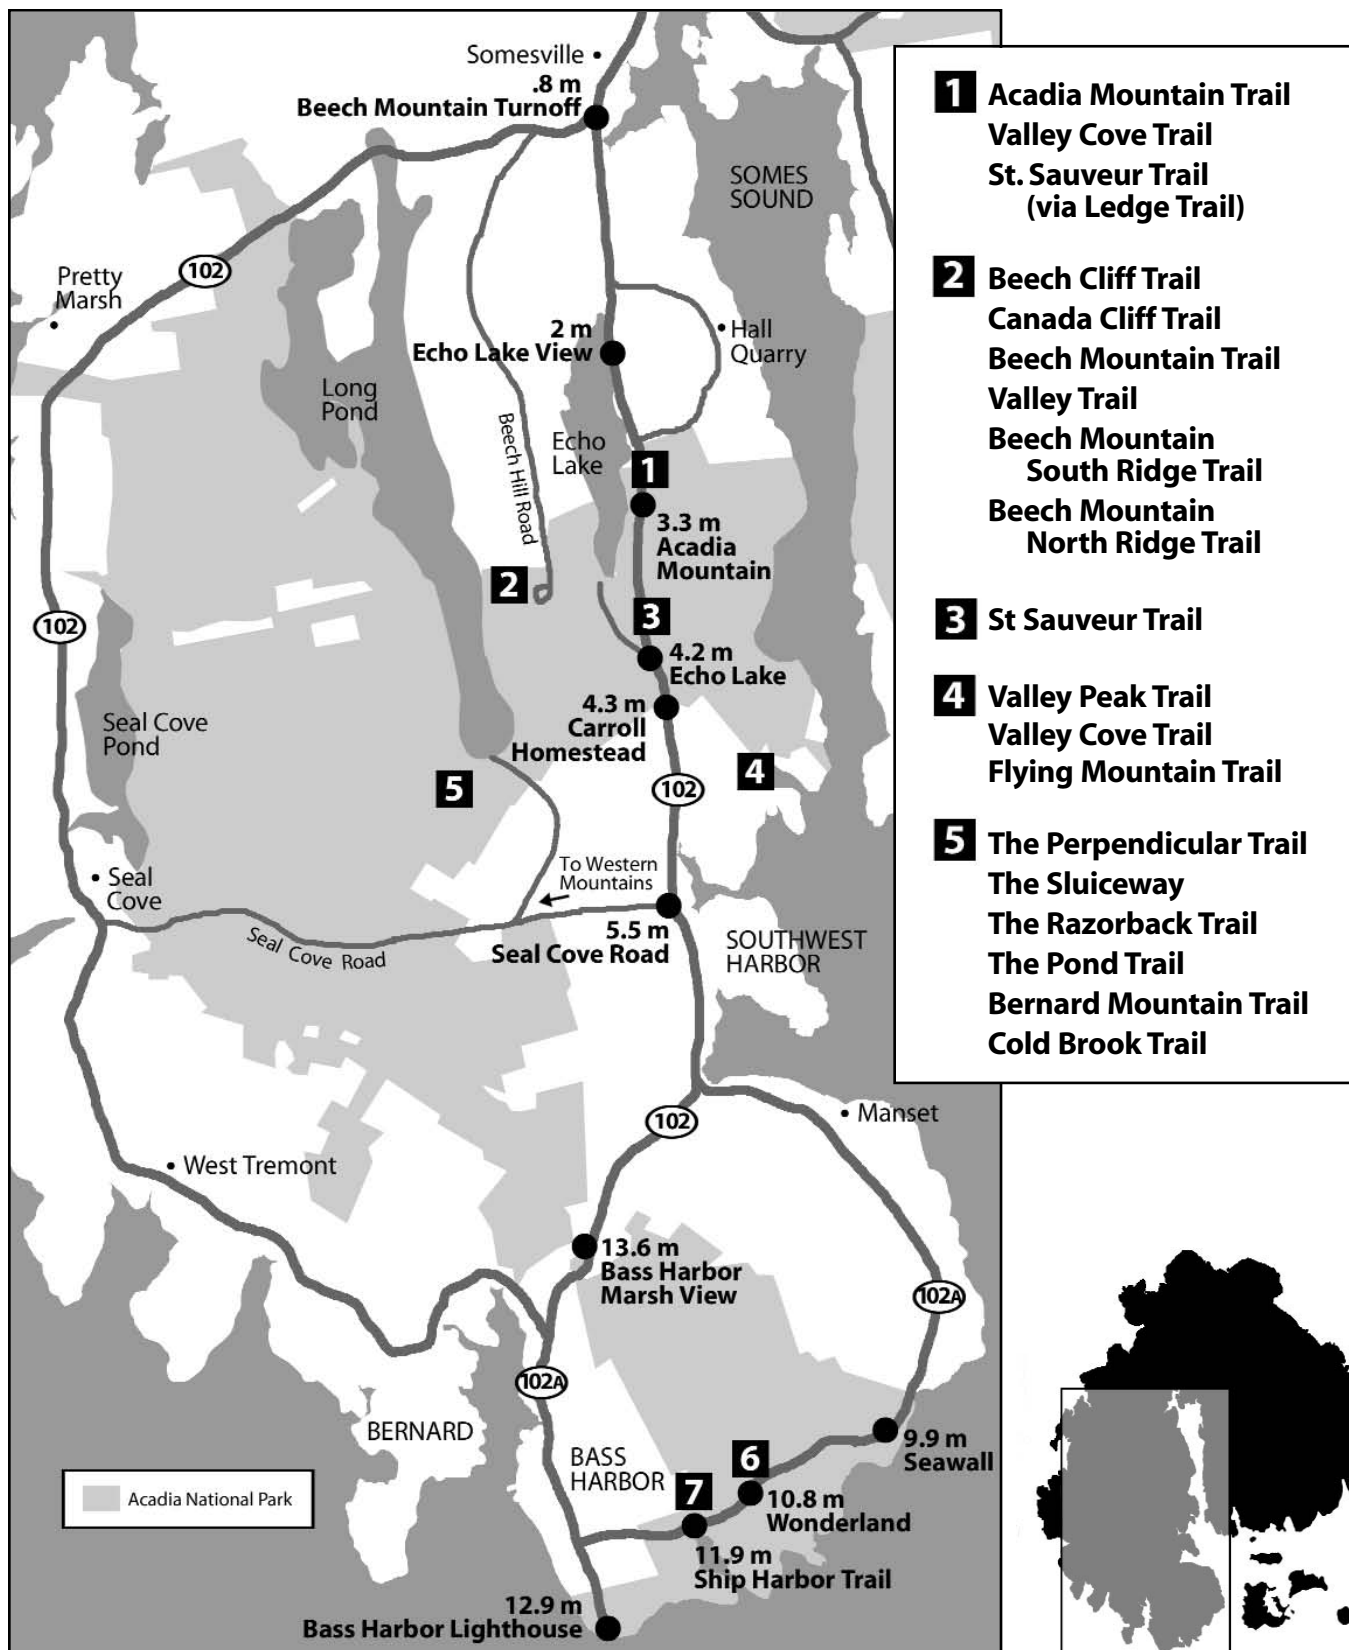 Somesville
.8 m
Beech Mountain Turnoff
SOMES
SOUND
102
Pretty
Marsh
2 m
Echo Lake View
Hall
Quarry
Long
Pond
Beech Hill Road
Echo
Lake
1
3.3 m
Acadia
Mountain
2
3
102
4.2 m
Echo Lake
4.3 m
Carroll
Homestead
Seal Cove
Pond
4
5
102
To Western
Mountains
Seal
Cove
5.5 m
Seal Cove Road
Seal Cove Road
SOUTHWEST
HARBOR
102
Manset
West Tremont
13.6 m
Bass Harbor
Marsh View
102A
102A
BERNARD
BASS
HARBOR
9.9 m
Seawall
6
7
10.8 m
Wonderland
11.9 m
Ship Harbor Trail
12.9 m
Bass Harbor Lighthouse
Acadia National Park
1 Acadia Mountain Trail
Valley Cove Trail
St. Sauveur Trail
(via Ledge Trail)
2 Beech Cliff Trail
Canada Cliff Trail
Beech Mountain Trail
Valley Trail
Beech Mountain
South Ridge Trail
Beech Mountain
North Ridge Trail
3 St Sauveur Trail
4 Valley Peak Trail
Valley Cove Trail
Flying Mountain Trail
5 The Perpendicular Trail
The Sluiceway
The Razorback Trail
The Pond Trail
Bernard Mountain Trail
Cold Brook Trail